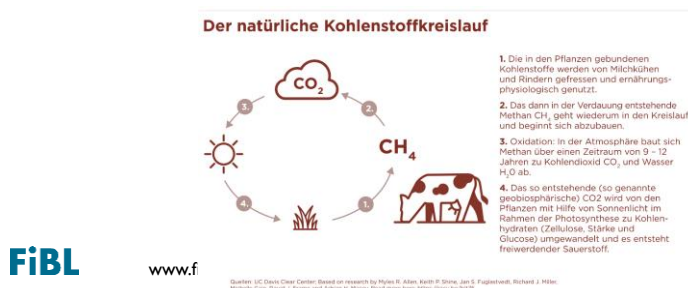 Der natürliche Kohlenstoffkreislauf
CO2
3.
2.
CH4
4.
1.
1. Die in den Pflanzen gebundenen
Kohlenstoffe werden von Milchkühen
und Rindern gefressen und ernährungs-
physiologisch genutzt.
2. Das dann in der Verdauung entstehende
Methan CH4 geht wiederum in den Kreislauf
und beginnt sich abzubauen.
3. Oxidation: In der Atmosphäre baut sich
Methan über einen Zeitraum von 9 – 12
Jahren zu Kohlendioxid CO2 und Wasser
H2O ab.
4. Das so entstehende (so genannte
geobiosphärische) CO2 wird von den
Pflanzen mit Hilfe von Sonnenlicht im
Rahmen der Photosynthese zu Kohlen-
hydraten (Zellulose, Stärke und
Glucose) umgewandelt und es entsteht
freiwerdender Sauerstoff.
FiBL
www.fi
Quellen: UC Davis Clear Center; Based on research by Myles R. Allen, Keith P. Shine, Jan S. Fuglestvedt, Richard J. Miller,